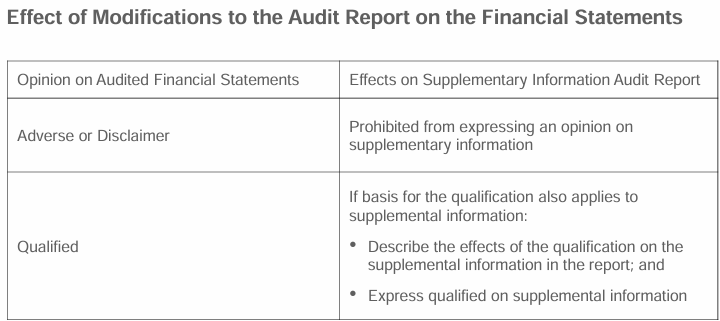 Effect of Modifications to the Audit Report on the Financial Statements
Opinion on Audited Financial Statements
Effects on Supplementary Information Audit Report
Adverse or Disclaimer
Prohibited from expressing an opinion on
supplementary information
Qualified
If basis for the qualification also applies to
supplemental information:
• Describe the effects of the qualification on the
supplemental information in the report; and
• Express qualified on supplemental information